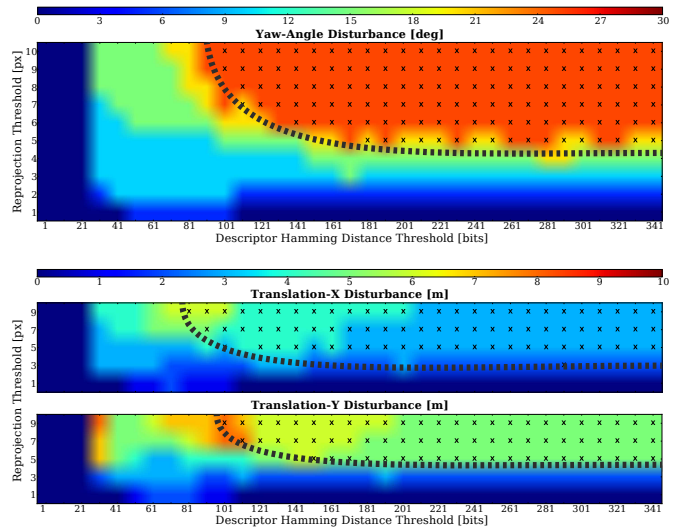 0 3 6 9 12 15 18 21 24 27 30
Yaw-Angle Disturbance [deg]
Reprojection Threshold [px]
10
9
8
7
6
5
4
3
2
1
1 21 41 61 81 101 121 141 161 181 201 221 241 261 281 301 321 341
Descriptor Hamming Distance Threshold [bits]
0 1 2 3 4 5 6 7 8 9 10
Translation-X Disturbance [m]
Reprojection Threshold [px]
9
7
5
3
1
Translation-Y Disturbance [m]
9
7
5
3
1
1 21 41 61 81 101 121 141 161 181 201 221 241 261 281 301 321 341
Descriptor Hamming Distance Threshold [bits]